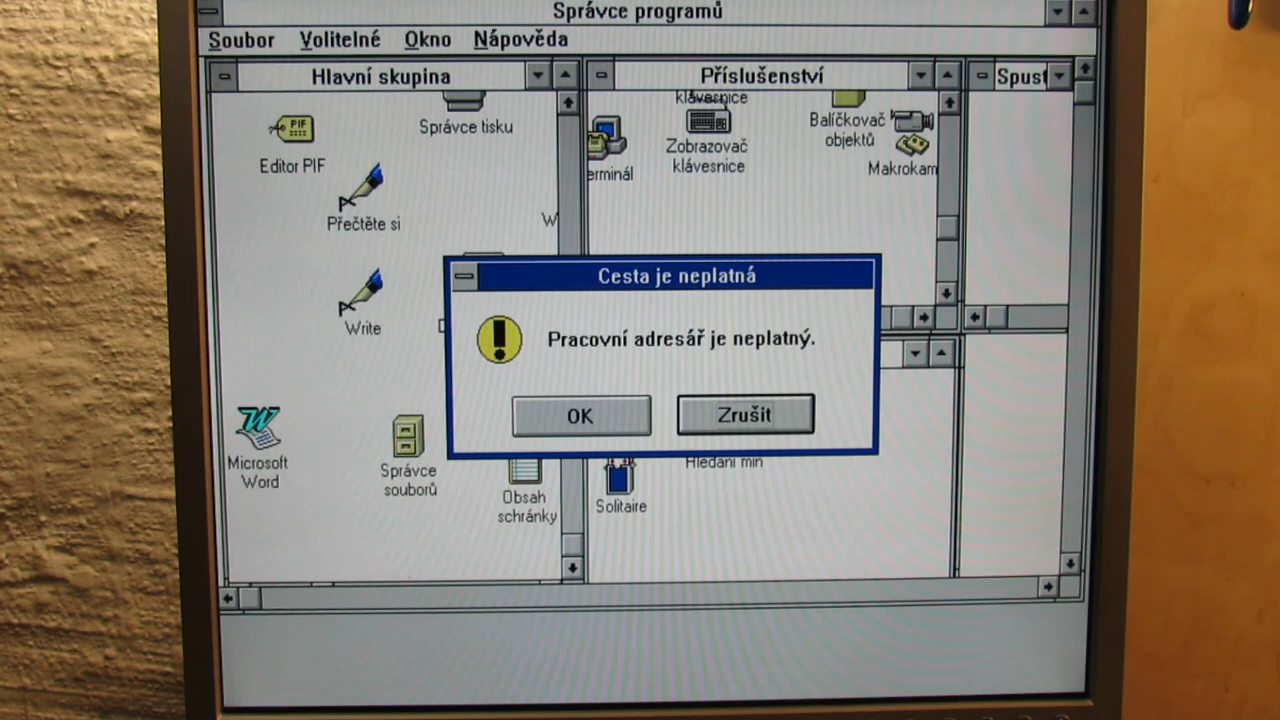 Správce programů
Soubor Volitelné Okno Nápověda
Hlavní skupina
Příslušenství
Spust
PIF
Editor PIF
Správce tisku
Přečtěte si
W
Write
Microsoft
Word
Správce
souborů
Obsah
schránky
klávesnice
Zobrazovač
klávesnice
Balíčkovač
objektů
erminál
Makrokam
Cesta je neplatná
Pracovní adresář je neplatný.
OK
Zrušit
Hledání min
Solitaire